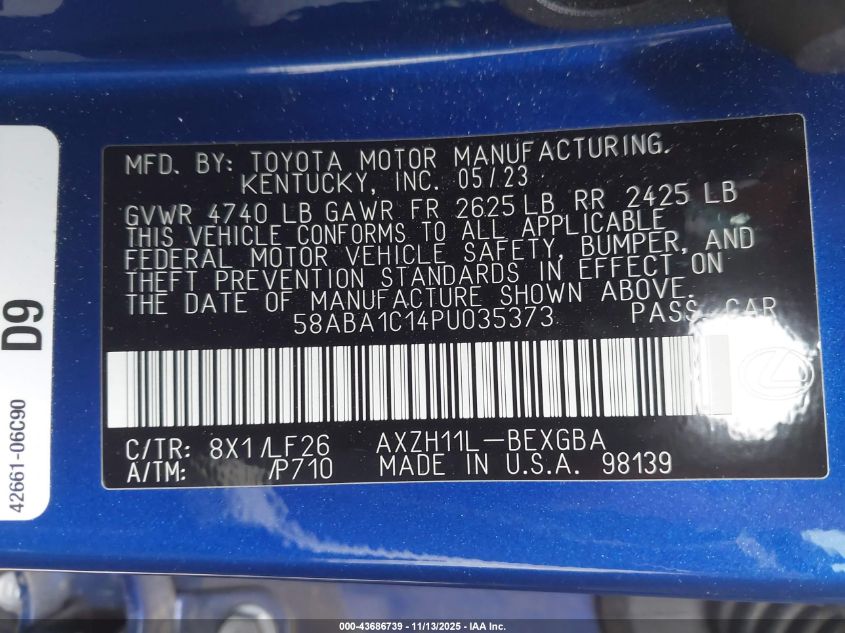 MFD. BY: TOYOTA MOTOR MANUFACTURING.
KENTUCKY, INC. 05/23
GVWR 4740 LB GAWR FR 2625 LB RR 2425 LB
THIS VEHICLE CONFORMS TO ALL APPLICABLE
FEDERAL MOTOR VEHICLE SAFETY, BUMPER, AND
THEFT PREVENTION STANDARDS IN EFFECT ON
THE DATE OF MANUFACTURE SHOWN ABOVE.
58ABA1C14PU035373 PASS. CAR
C/TR: 8X1/LF26 AXZH11L-BEXGBA
A/TM: /P710 MADE IN U.S.A. 98139
D9
42661-06C90
000-43686739 - 11/13/2025 - IAA Inc.